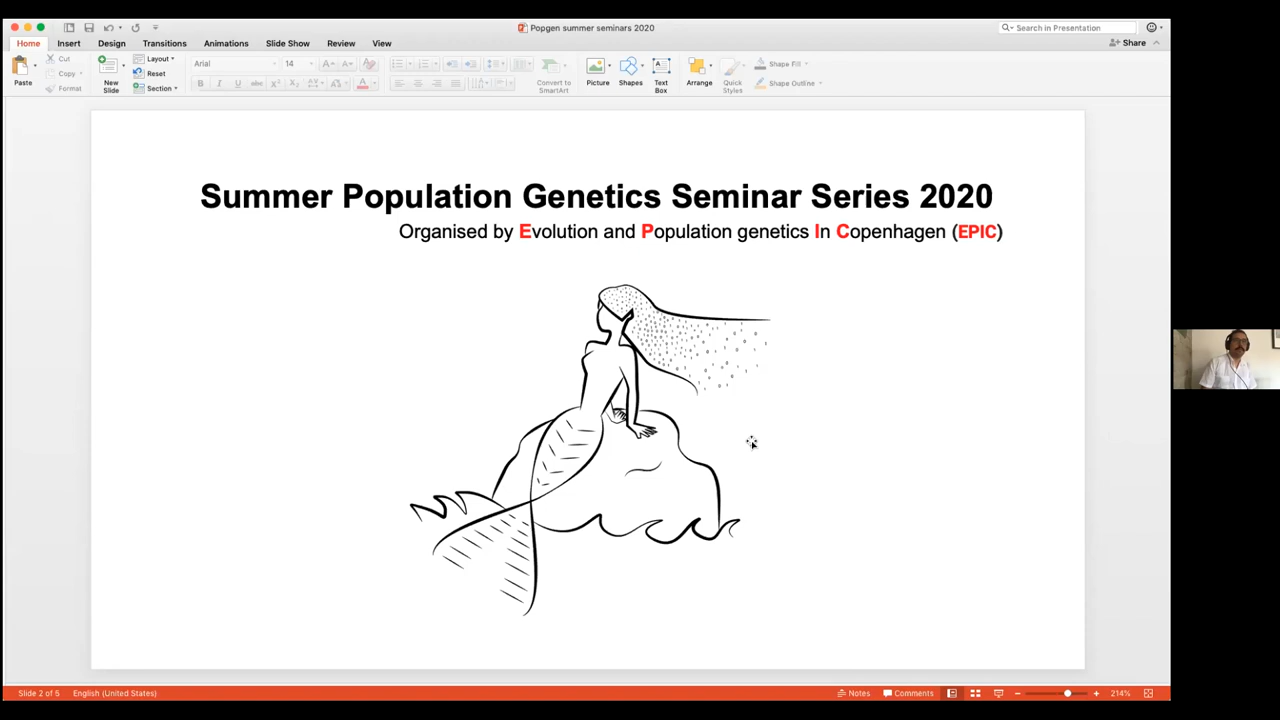 Popgen summer seminars 2020
Search in Presentation
Home Insert Design Transitions Animations Slide Show Review View
Share
Paste
Cut
Copy
Format
New Slide
Layout
Reset
Section
Arial 14
Convert to SmartArt
Picture
Shapes
Text Box
Arrange
Quick Styles
Shape Fill
Shape Outline
Summer Population Genetics Seminar Series 2020
Organised by Evolution and Population genetics In Copenhagen (EPIC)
Slide 2 of 5 English (United States) Notes Comments 214%